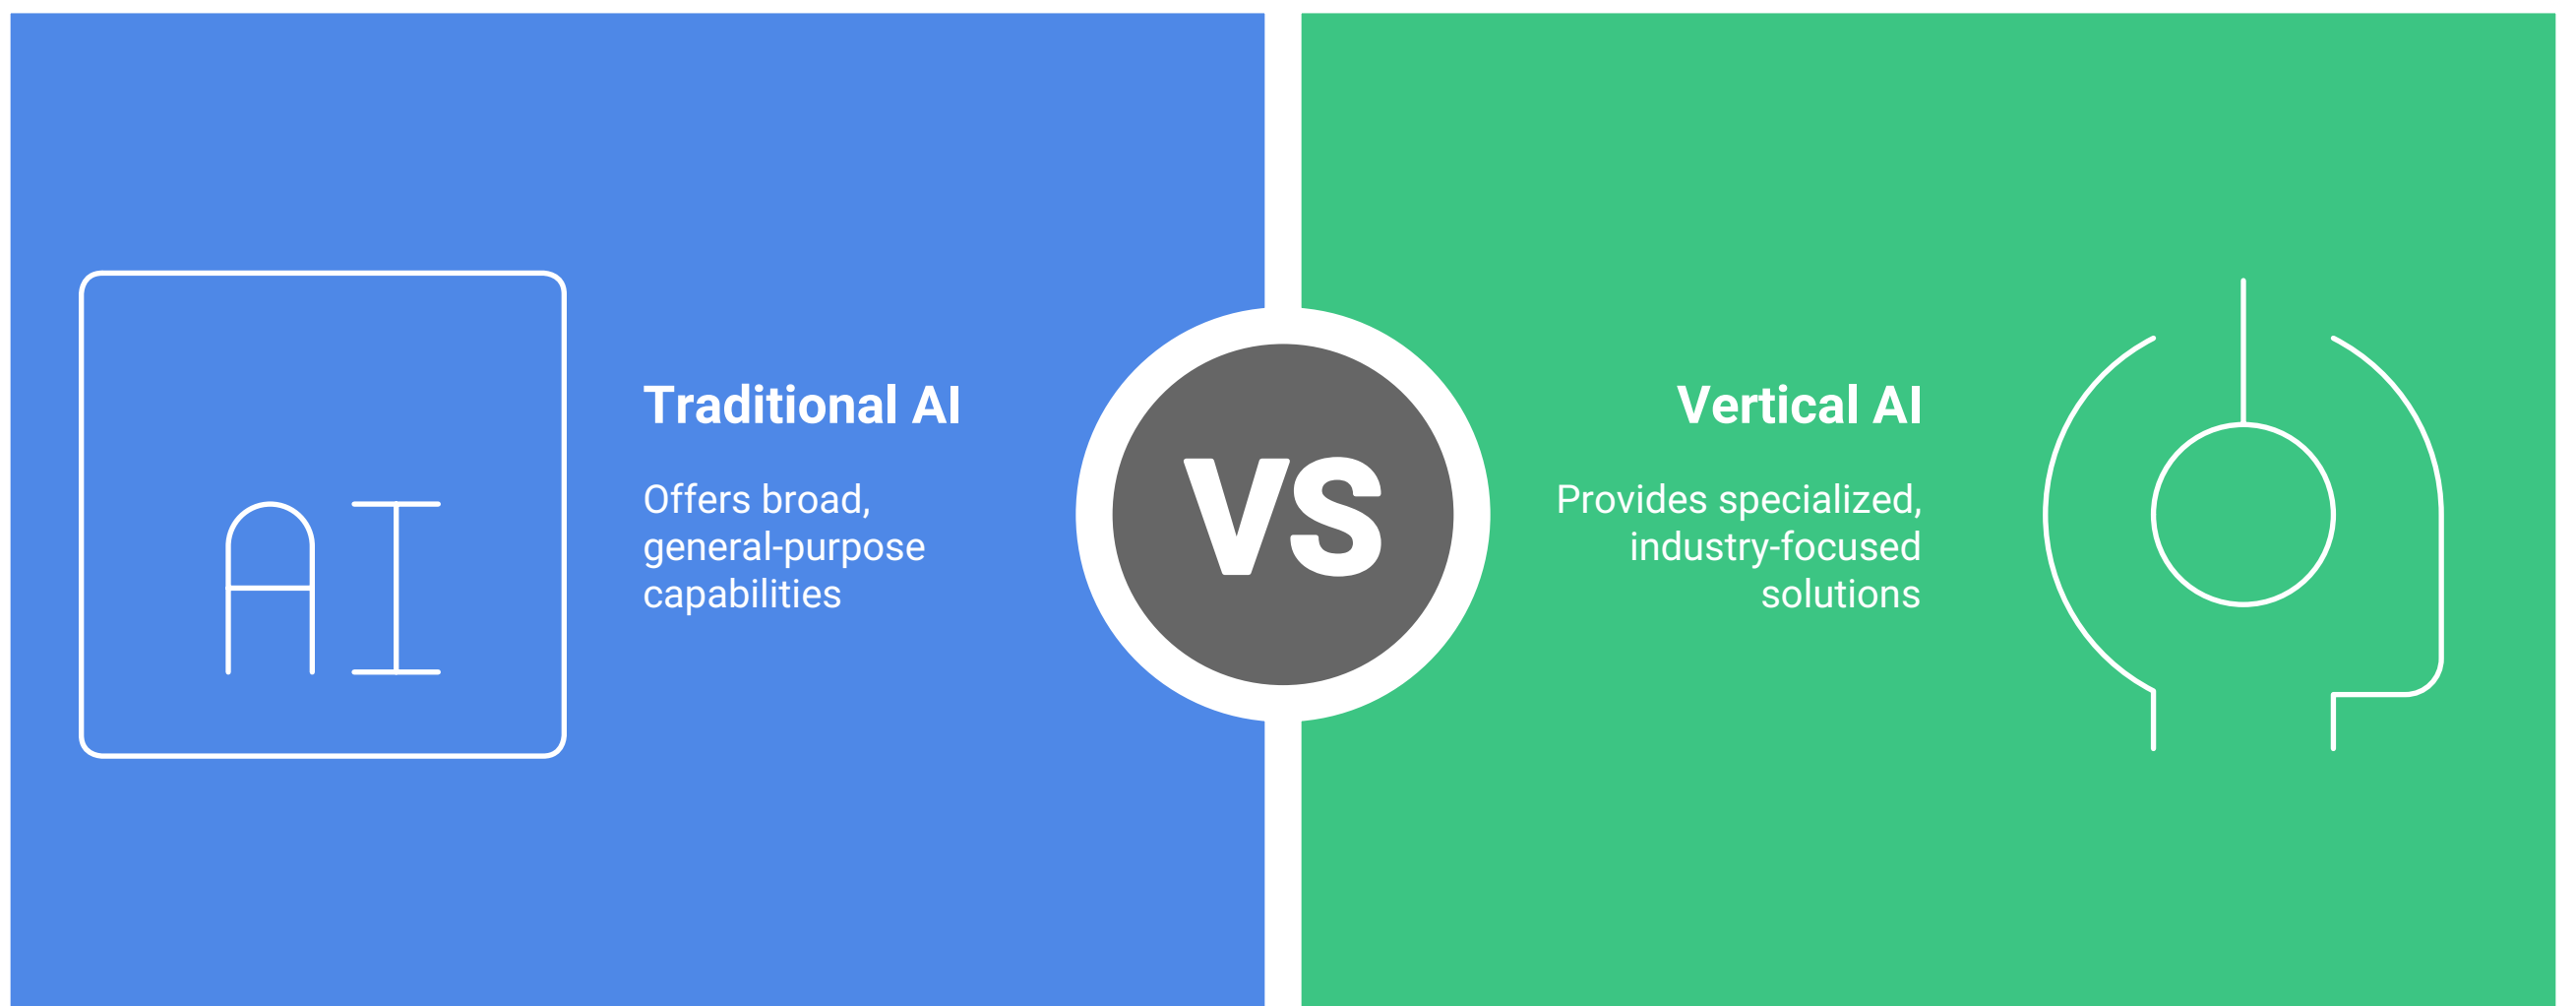 AI
Traditional AI
Offers broad,
general-purpose
capabilities
VS
Vertical AI
Provides specialized,
industry-focused
solutions